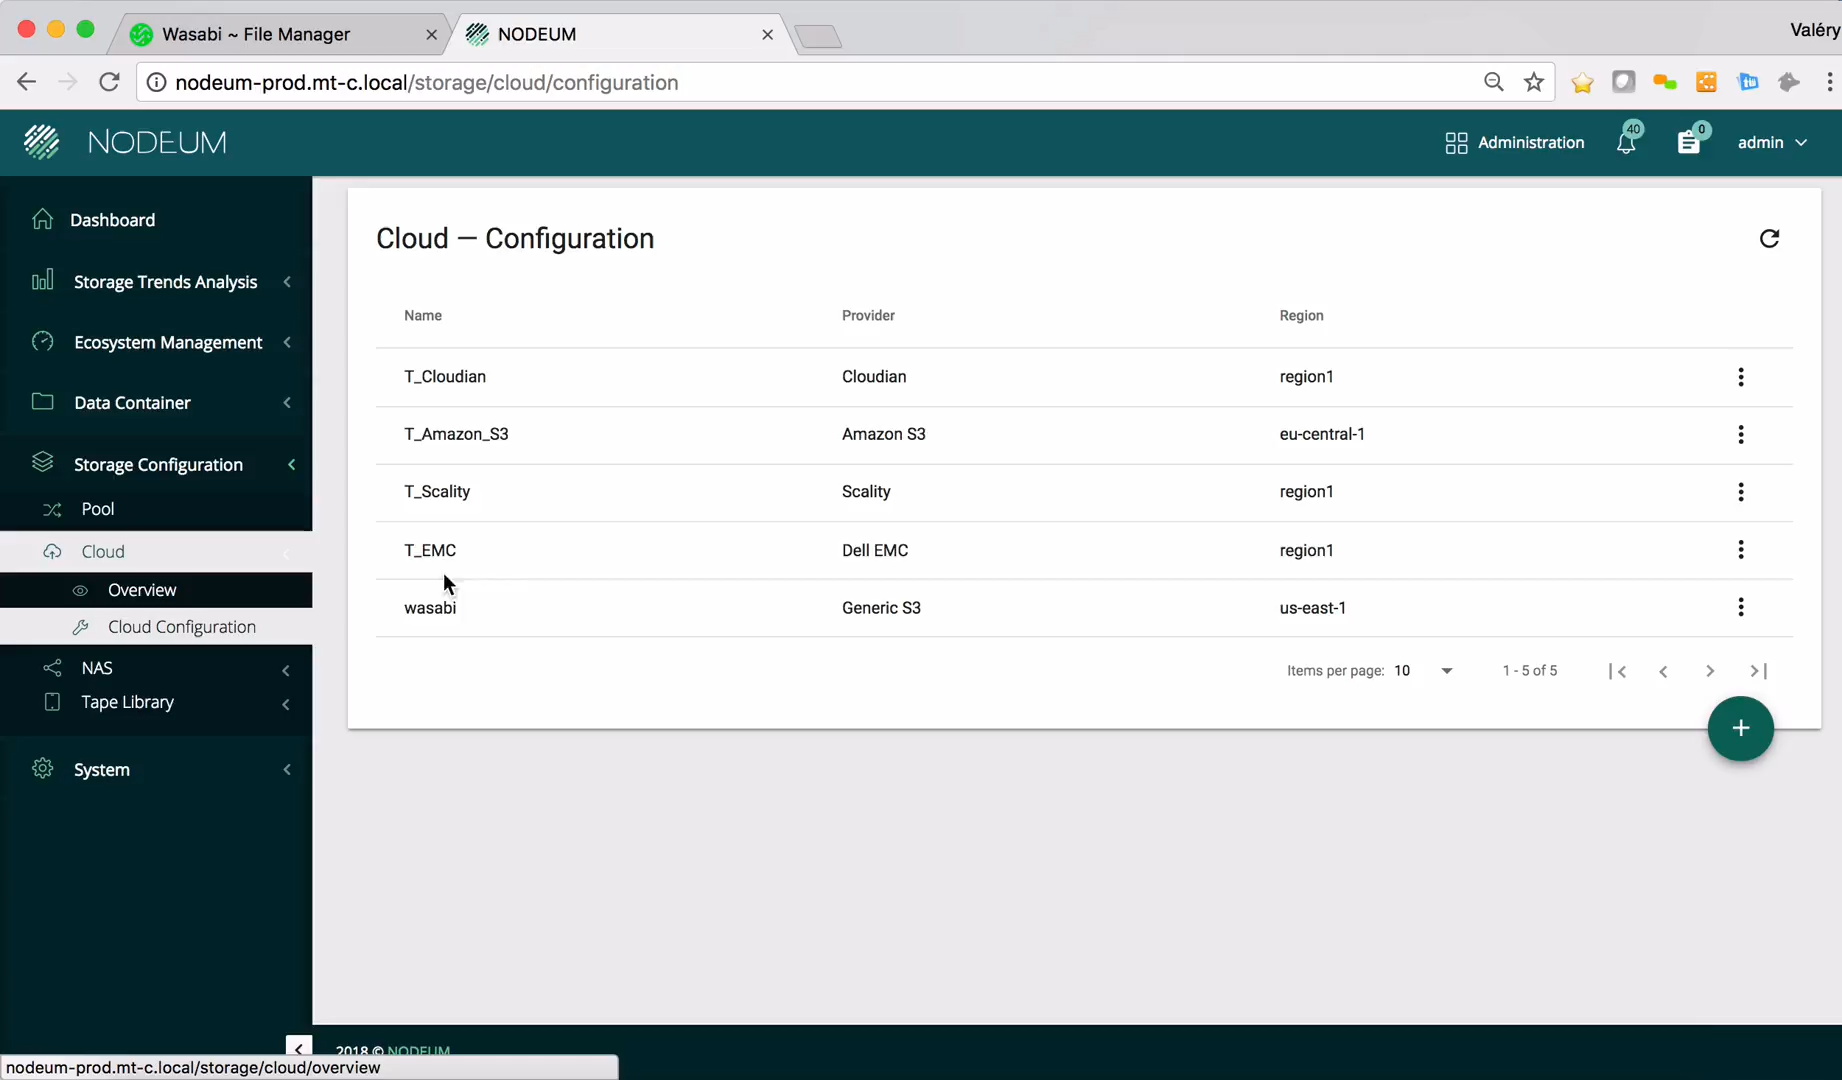 Wasabi ~ File Manager
NODEUM
Valéry
nodeum-prod.mt-c.local/storage/cloud/configuration
NODEUM
Administration
40
0
admin
Dashboard
Storage Trends Analysis
Ecosystem Management
Data Container
Storage Configuration
Pool
Cloud
Overview
Cloud Configuration
NAS
Tape Library
System
Cloud — Configuration
Name Provider Region
T_Cloudian Cloudian region1
T_Amazon_S3 Amazon S3 eu-central-1
T_Scality Scality region1
T_EMC Dell EMC region1
wasabi Generic S3 us-east-1
Items per page: 10 1 - 5 of 5
+
2018 © NODEUM
nodeum-prod.mt-c.local/storage/cloud/overview